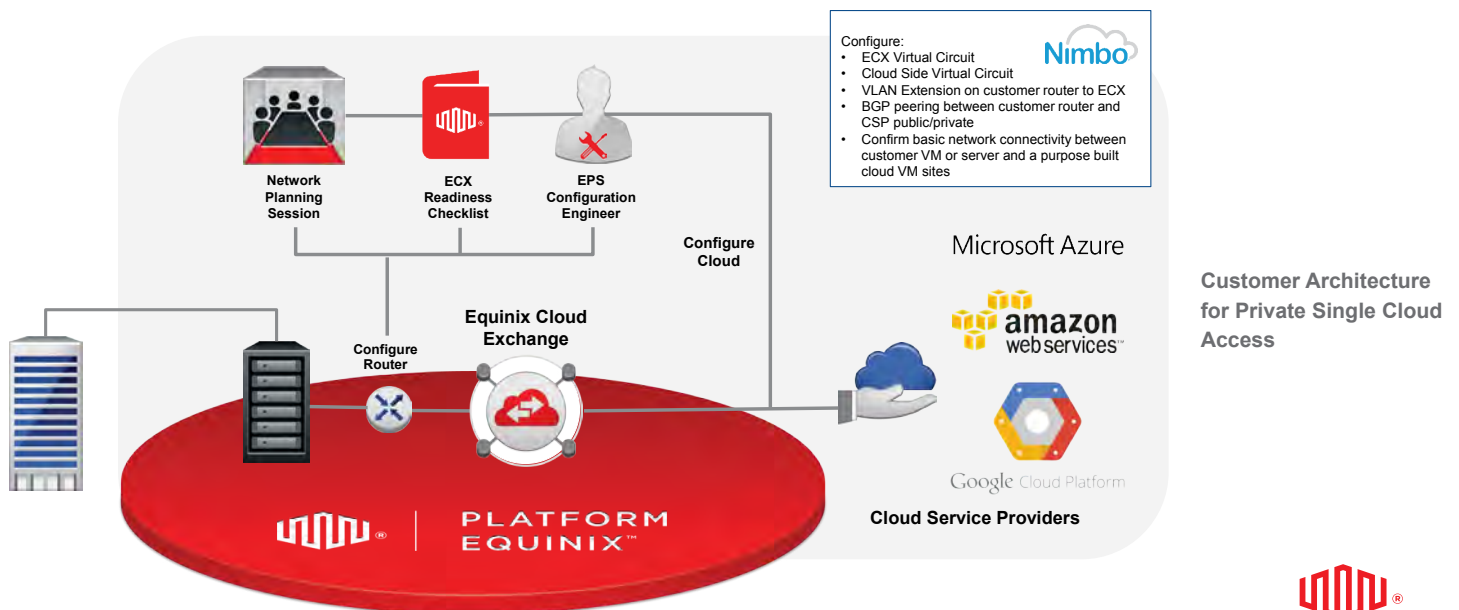 Configure:
Nimbo
• ECX Virtual Circuit
• Cloud Side Virtual Circuit
• VLAN Extension on customer router to ECX
• BGP peering between customer router and
CSP public/private
• Confirm basic network connectivity between
customer VM or server and a purpose built
cloud VM sites
Network
Planning
Session
ECX
Readiness
Checklist
EPS
Configuration
Engineer
Configure
Cloud
Microsoft Azure
amazon
web services™
Google Cloud Platform
Cloud Service Providers
Customer Architecture
for Private Single Cloud
Access
Equinix Cloud
Exchange
Configure
Router
®
PLATFORM
EQUINIX™
®
®